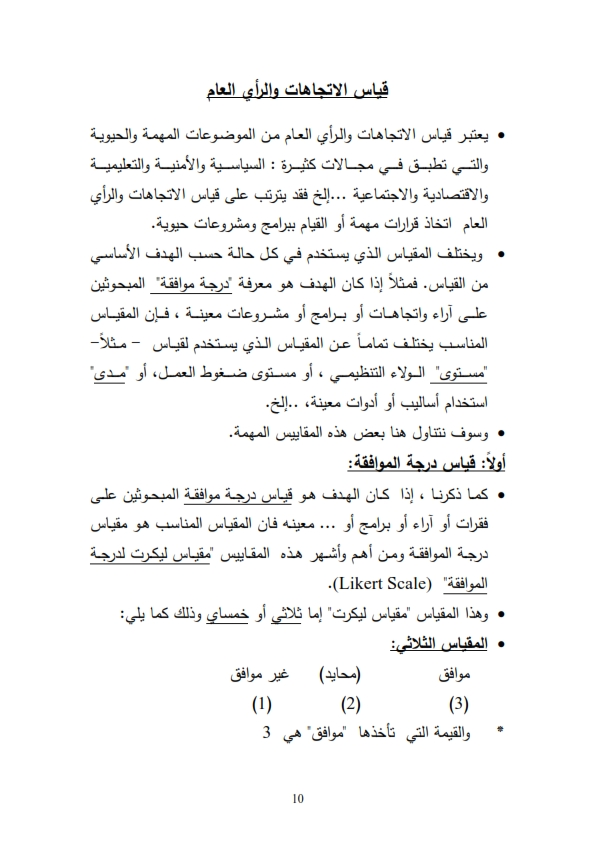 قياس الاتجاهات والرأي العام
• يعتبر قياس الاتجاهات والرأي العام من الموضوعات المهمة والحيوية
والتي تطبق في مجالات كثيرة : السياسية والأمنية والتعليمية
والاقتصادية والاجتماعية ...إلخ فقد يترتب على قياس الاتجاهات والرأي
العام اتخاذ قرارات مهمة أو القيام ببرامج ومشروعات حيوية.
• ويختلف المقياس الذي يستخدم في كل حالة حسب الهدف الأساسي
من القياس. فمثلاً إذا كان الهدف هو معرفة "درجة موافقة" المبحوثين
على آراء واتجاهات أو برامج أو مشروعات معينة ، فإن المقياس
المناسب يختلف تماماً عن المقياس الذي يستخدم لقياس – مثلاً–
"مستوى" الولاء التنظيمي ، أو مستوى ضغوط العمل، أو "مدى"
استخدام أساليب أو أدوات معينة، ..إلخ.
• وسوف نتناول هنا بعض هذه المقاييس المهمة.
أولاً: قياس درجة الموافقة:
• كما ذكرنا ، إذا كان الهدف هو قياس درجة موافقة المبحوثين على
فقرات أو آراء أو برامج أو ... معينه فان المقياس المناسب هو مقياس
درجة الموافقة ومن أهم وأشهر هذه المقاييس "مقياس ليكرت لدرجة
الموافقة" (Likert Scale).
• وهذا المقياس "مقياس ليكرت" إما ثلاثي أو خمساي وذلك كما يلي:
• المقياس الثلاثي:
موافق (محايد) غير موافق
(3) (2) (1)
* والقيمة التي تأخذها "موافق" هي 3
10